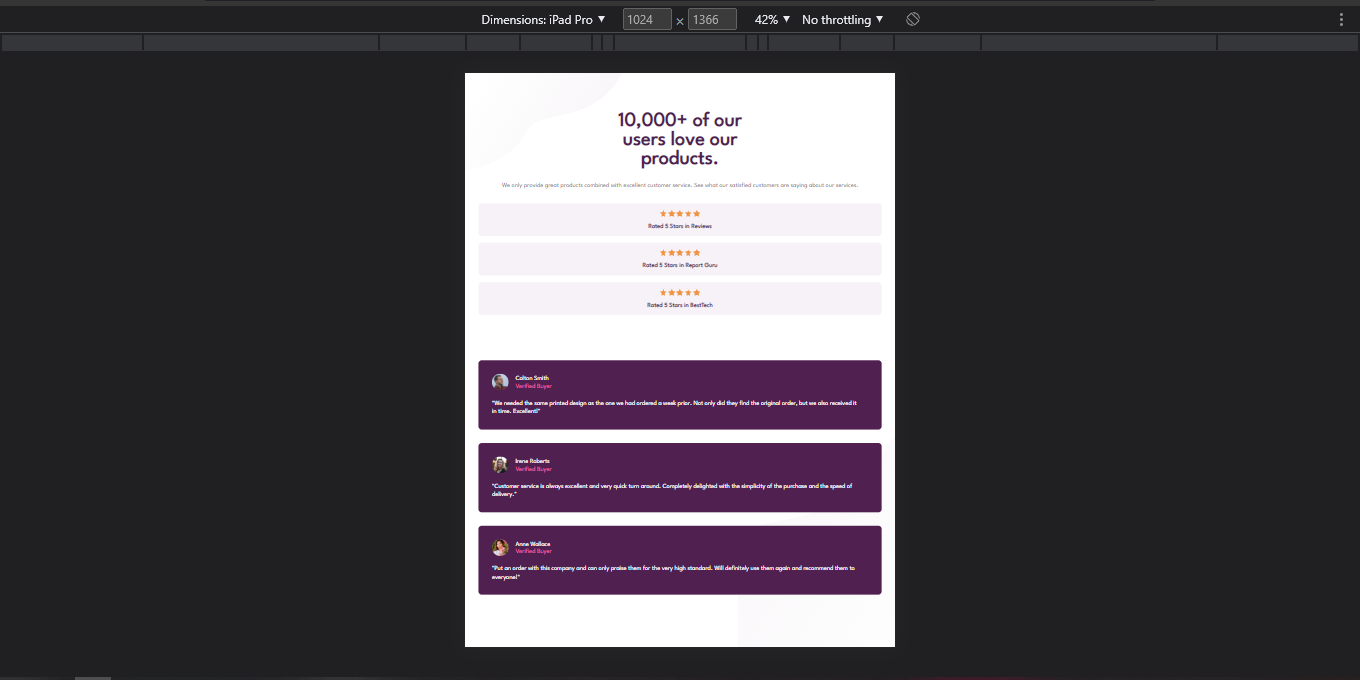 Dimensions: iPad Pro ▼ 1024 × 1366 42% ▼ No throttling ▼
10,000+ of our
users love our
products.
We only provide great products combined with excellent customer service. See what our satisfied customers are saying about our services.
Rated 5 Stars in Reviews
Rated 5 Stars in Report Guru
Rated 5 Stars in BestTech
Colton Smith
Verified Buyer
"We needed the same printed design as the one we had ordered a week prior. Not only did they find the original order, but we also received it
in time. Excellent!"
Irene Roberts
Verified Buyer
"Customer service is always excellent and very quick turn around. Completely delighted with the simplicity of the purchase and the speed of
delivery."
Anne Wallace
Verified Buyer
"Put an order with this company and can only praise them for the very high standard. Will definitely use them again and recommend them to
everyone!"